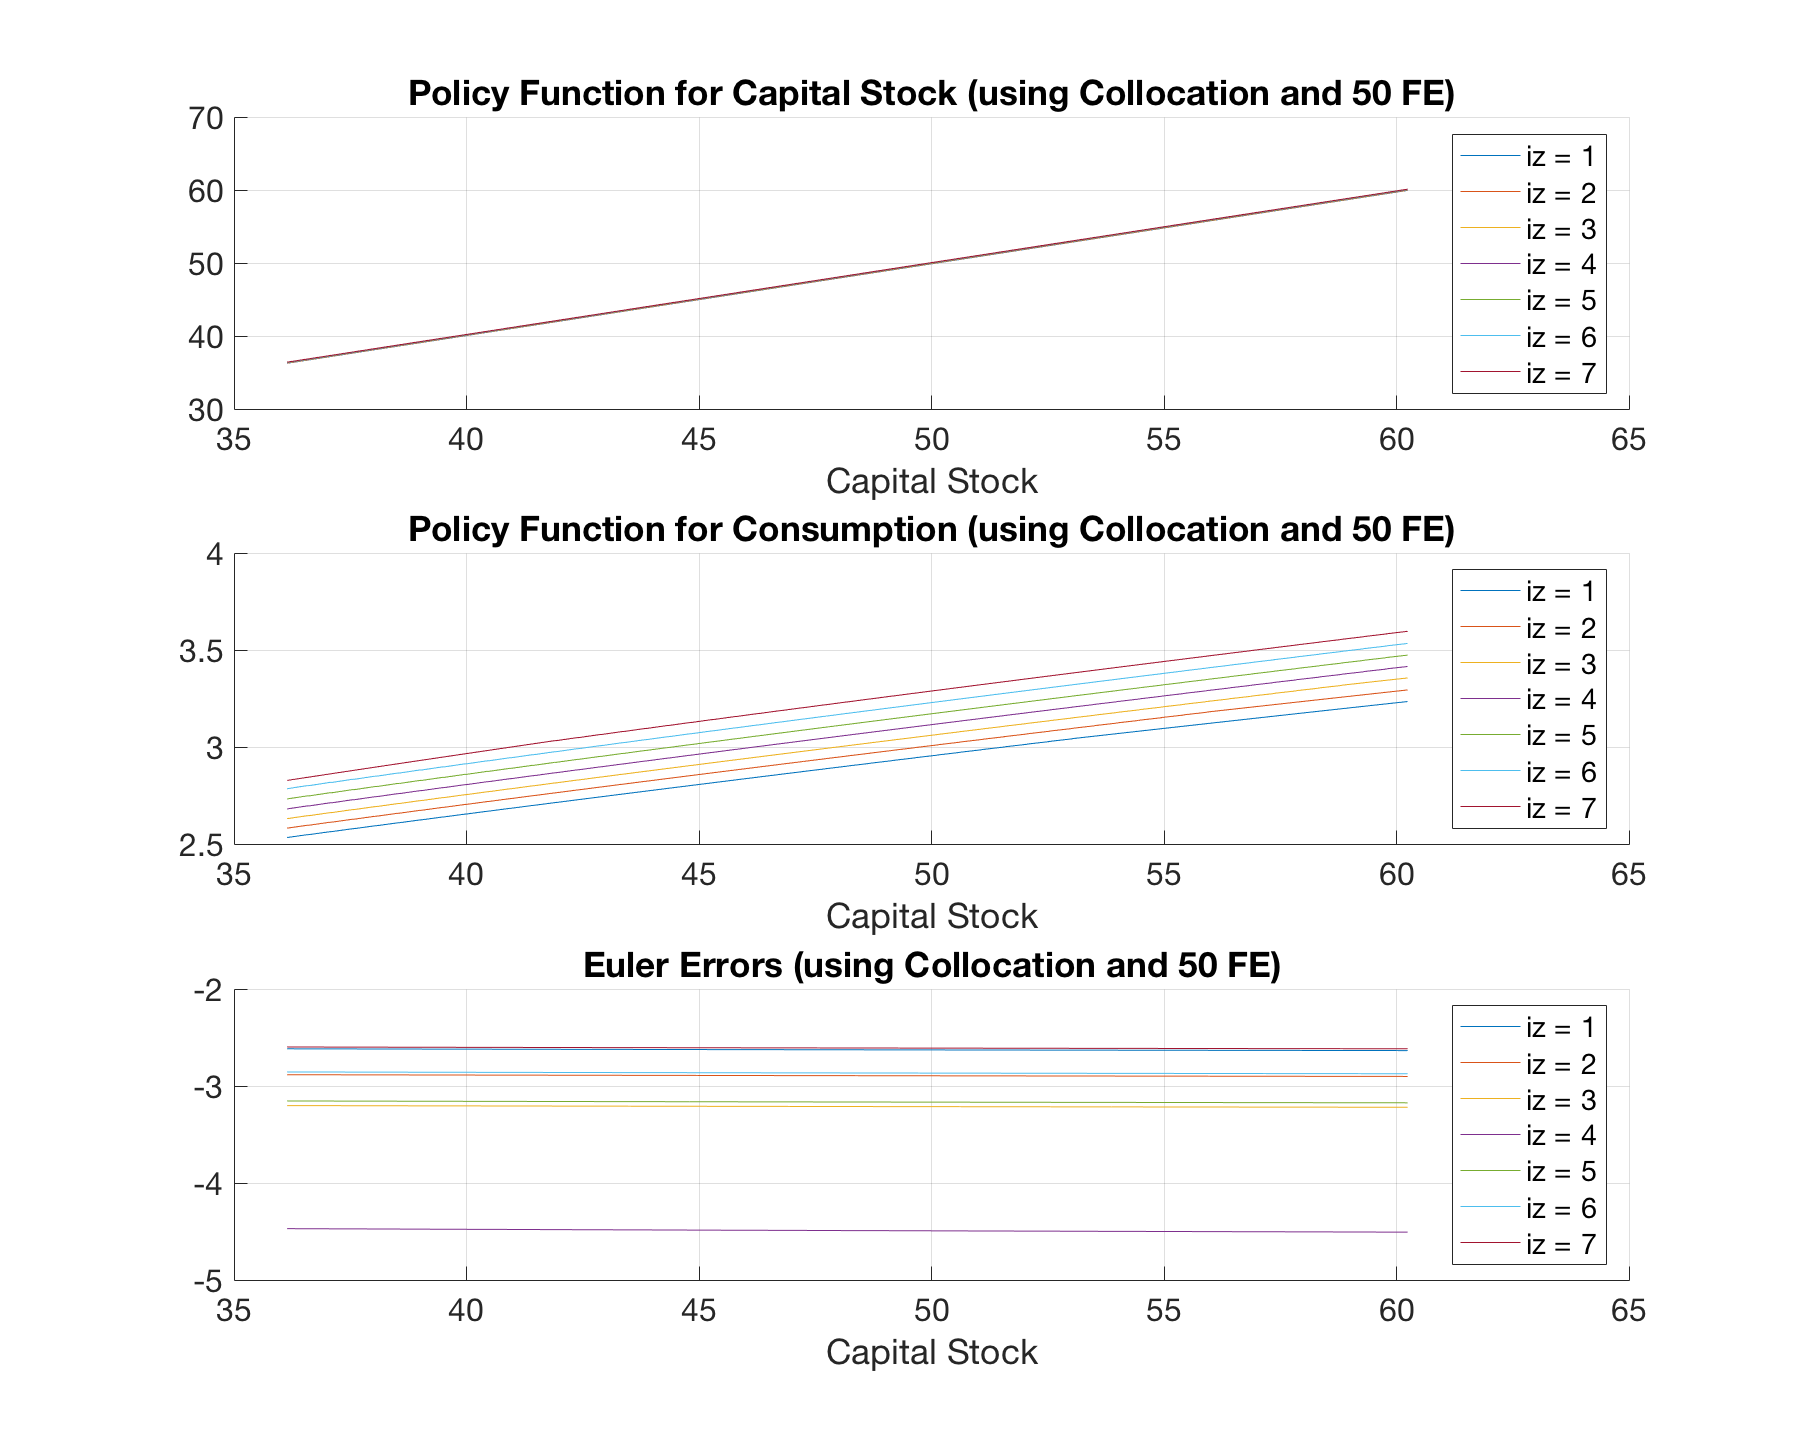 Policy Function for Capital Stock (using Collocation and 50 FE)
70
60
50
40
30
35 40 45 50 55 60 65
Capital Stock
iz = 1
iz = 2
iz = 3
iz = 4
iz = 5
iz = 6
iz = 7
Policy Function for Consumption (using Collocation and 50 FE)
4
3.5
3
2.5
35 40 45 50 55 60 65
Capital Stock
iz = 1
iz = 2
iz = 3
iz = 4
iz = 5
iz = 6
iz = 7
Euler Errors (using Collocation and 50 FE)
-2
-3
-4
-5
35 40 45 50 55 60 65
Capital Stock
iz = 1
iz = 2
iz = 3
iz = 4
iz = 5
iz = 6
iz = 7